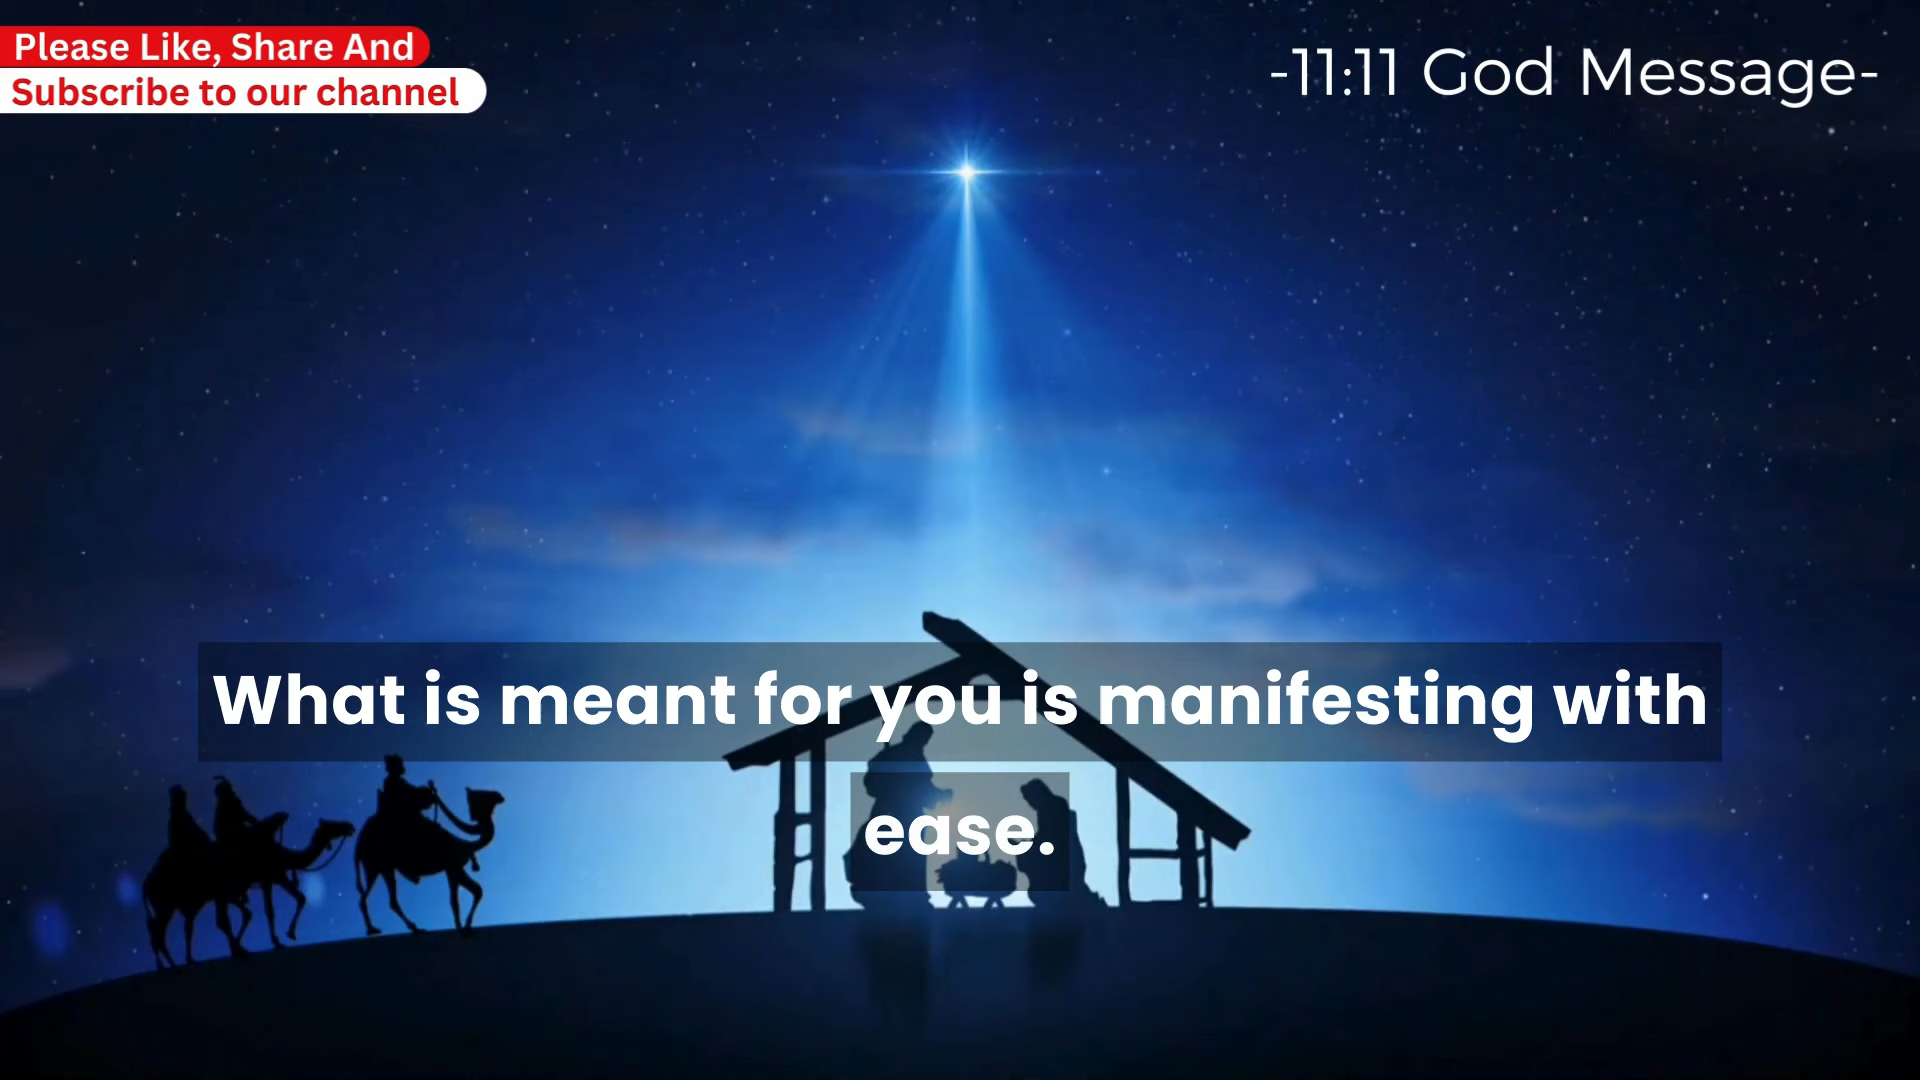 Please Like, Share And
Subscribe to our channel
-11:11 God Message-
What is meant for you is manifesting with
ease.